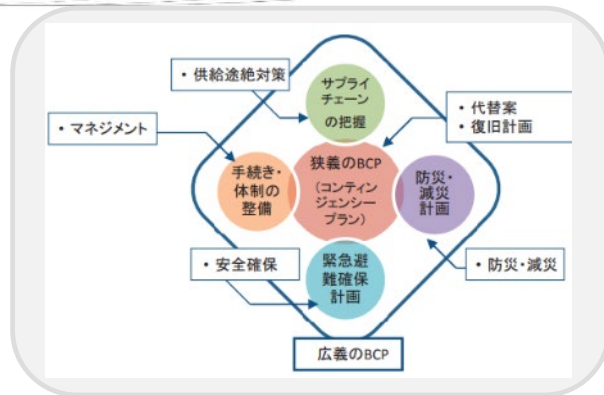 ・供給途絶対策
サプライ
チェーン
の把握
・代替案
・復旧計画
・マネジメント
手続き・
体制の
整備
狭義のBCP
(コンティン
ジェンシー
プラン)
防災・
減災
計画
・安全確保
緊急避
難確保
計画
・防災・減災
広義のBCP